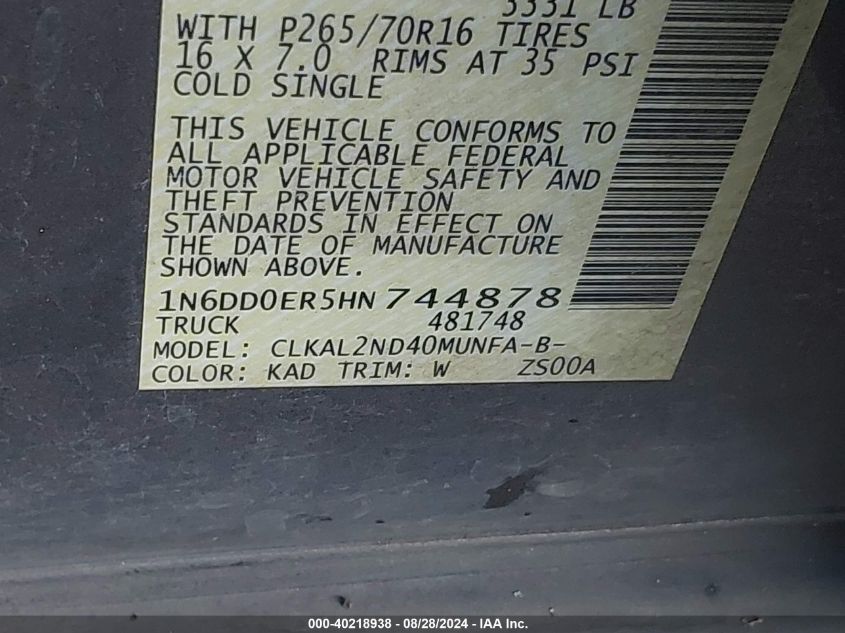 3331 LB
WITH P265/70R16 TIRES
16 X 7.0 RIMS AT 35 PSI
COLD SINGLE
THIS VEHICLE CONFORMS TO
ALL APPLICABLE FEDERAL
MOTOR VEHICLE SAFETY AND
THEFT PREVENTION
STANDARDS IN EFFECT ON
THE DATE OF MANUFACTURE
SHOWN ABOVE.
1N6DD0ER5HN744878
TRUCK 481748
MODEL: CLKAL2ND40MUNFA-B-
COLOR: KAD TRIM: W ZS00A
000-40218938 - 08/28/2024 - IAA Inc.